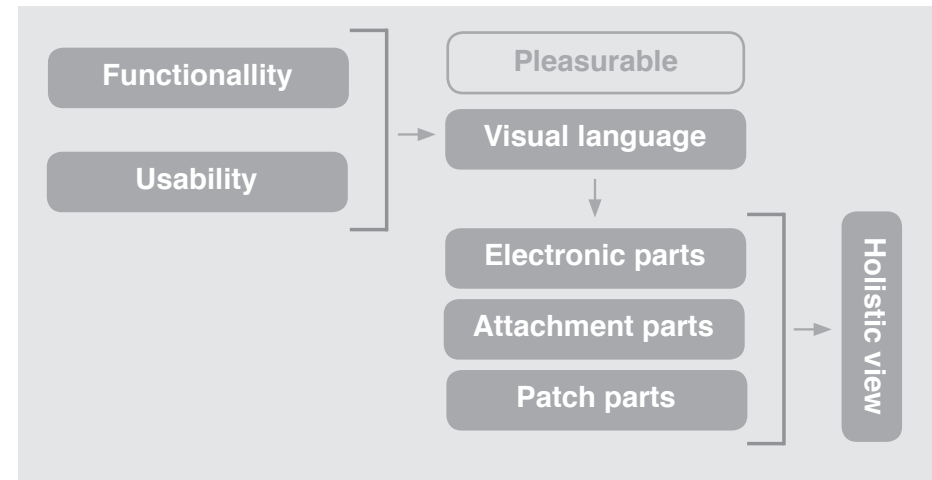 Functionallity
Usability
Pleasurable
Visual language
Electronic parts
Attachment parts
Patch parts
Holistic view